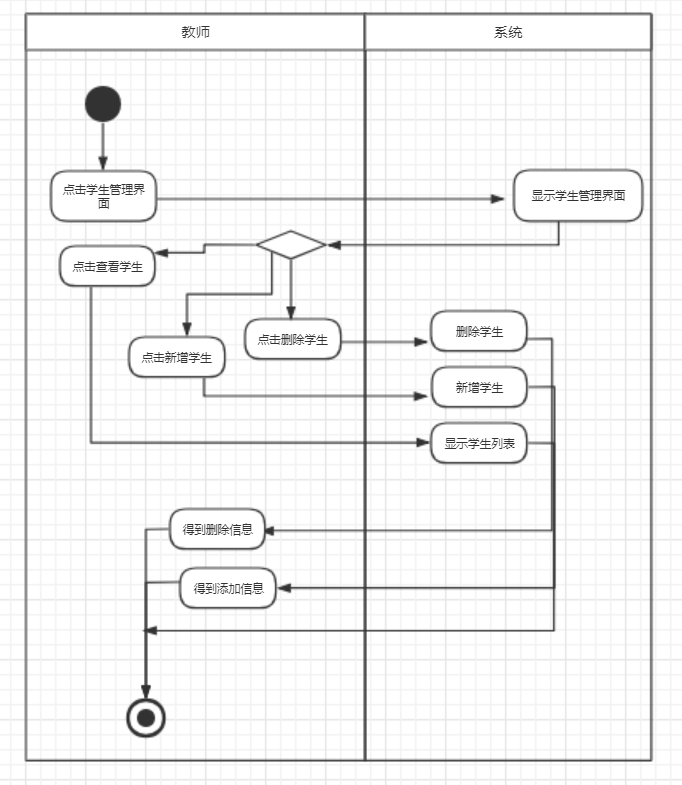 教师
系统
点击学生管理界
面
显示学生管理界面
点击查看学生
点击新增学生
点击删除学生
删除学生
新增学生
显示学生列表
得到删除信息
得到添加信息